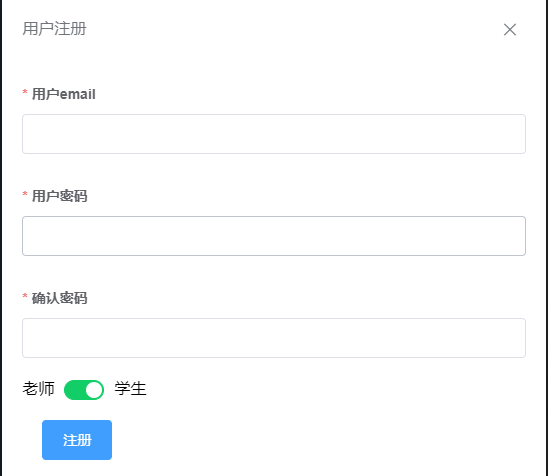 用户注册
* 用户email
* 用户密码
* 确认密码
老师 学生
注册